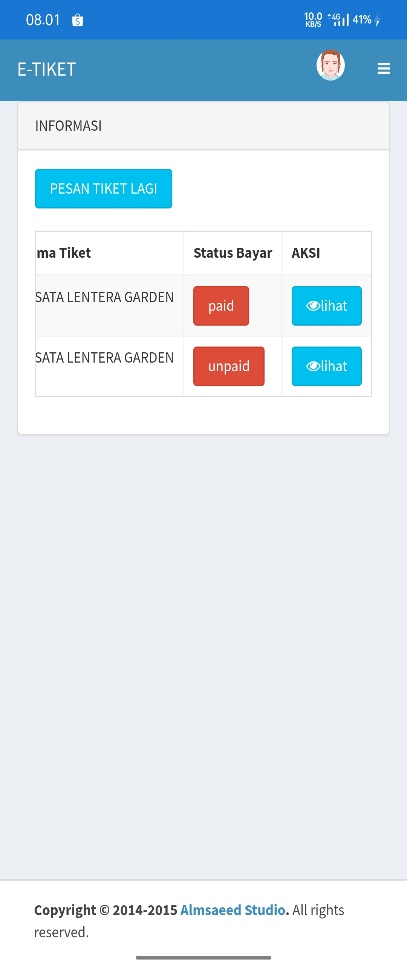 08.01
10.0 KB/S 4G 41%
E-TIKET
INFORMASI
PESAN TIKET LAGI
ma Tiket Status Bayar AKSI
SATA LENTERA GARDEN paid lihat
SATA LENTERA GARDEN unpaid lihat
Copyright © 2014-2015 Almsaeed Studio. All rights
reserved.